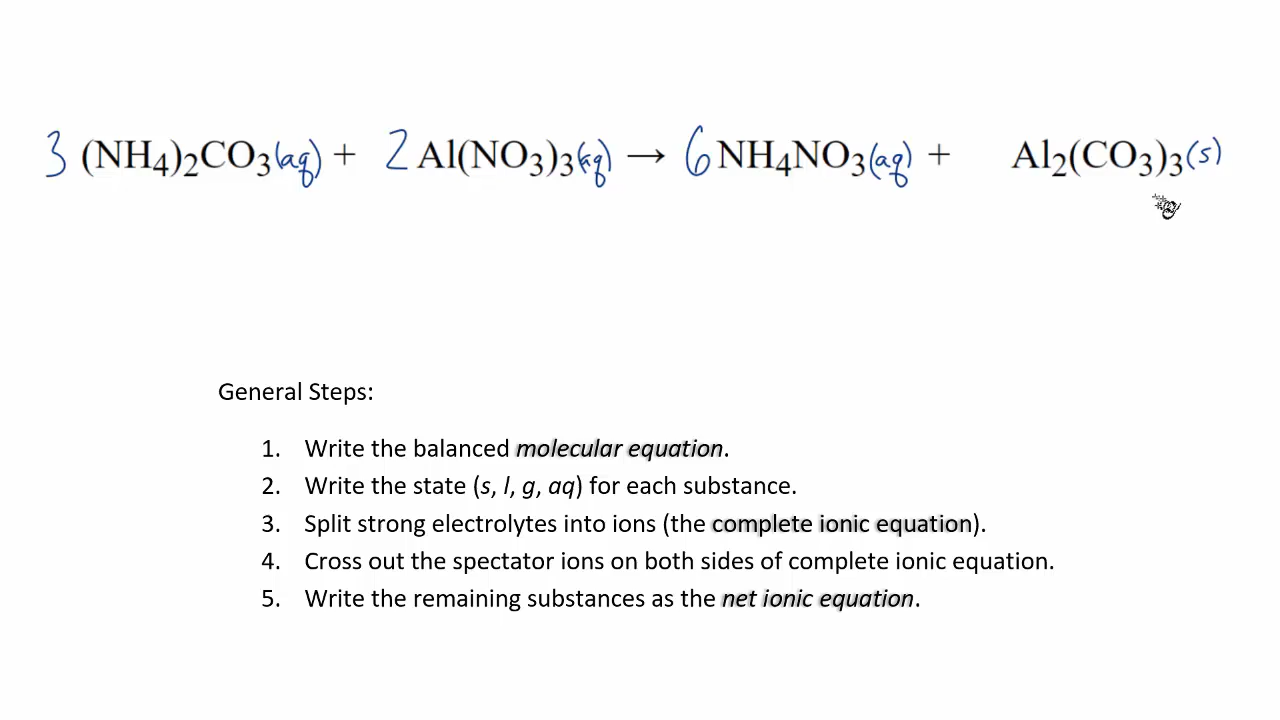 3 (NH₄)₂CO₃(aq) + 2 Al(NO₃)₃(aq) → 6 NH₄NO₃(aq) + Al₂(CO₃)₃(s)
General Steps:
1. Write the balanced molecular equation.
2. Write the state (s, l, g, aq) for each substance.
3. Split strong electrolytes into ions (the complete ionic equation).
4. Cross out the spectator ions on both sides of complete ionic equation.
5. Write the remaining substances as the net ionic equation.